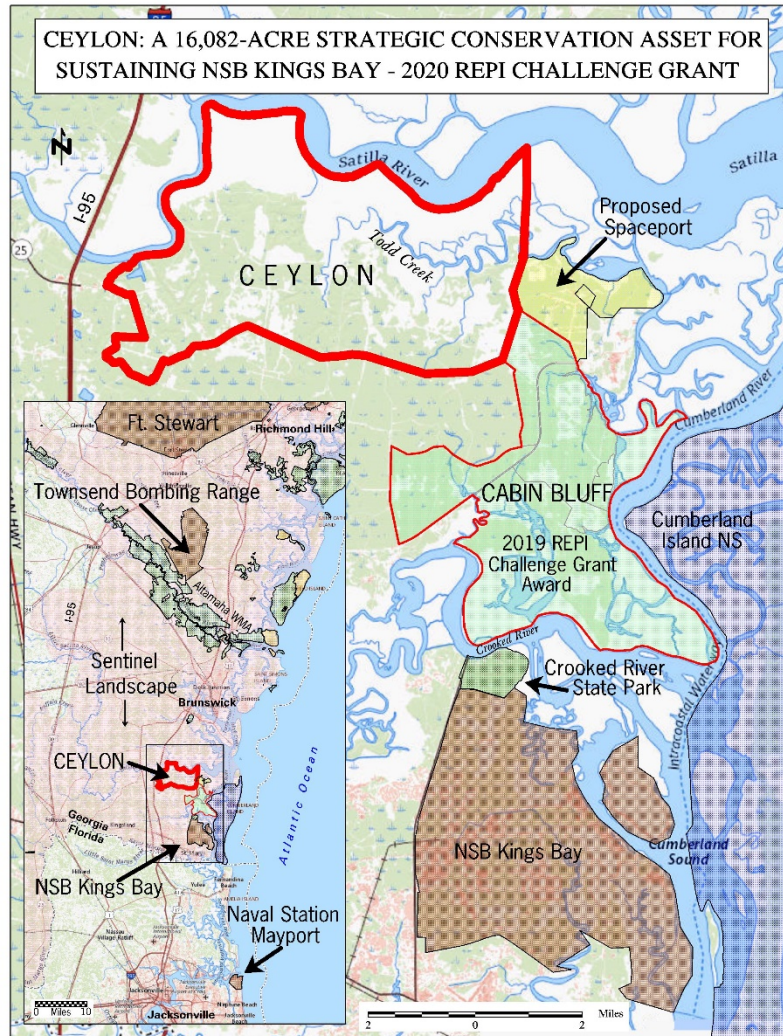 CEYLON: A 16,082-ACRE STRATEGIC CONSERVATION ASSET FOR
SUSTAINING NSB KINGS BAY - 2020 REPI CHALLENGE GRANT
N
I-95
25
Satilla River
Satilla
Todd Creek
CEYLON
Proposed
Spaceport
Cumberland River
CABIN BLUFF
2019 REPI
Challenge Grant
Award
Cumberland
Island NS
Crooked River
Crooked River
State Park
NSB Kings Bay
Cumberland
Sound
2
0
2
Miles
Ft. Stewart
Richmond Hill
Townsend Bombing Range
Altamaha WMA
I-95
Sentinel
Landscape
Brunswick
CEYLON
Georgia
Florida
Atlantic Ocean
NSB Kings Bay
Naval Station
Mayport
Jacksonville
0 Miles 10